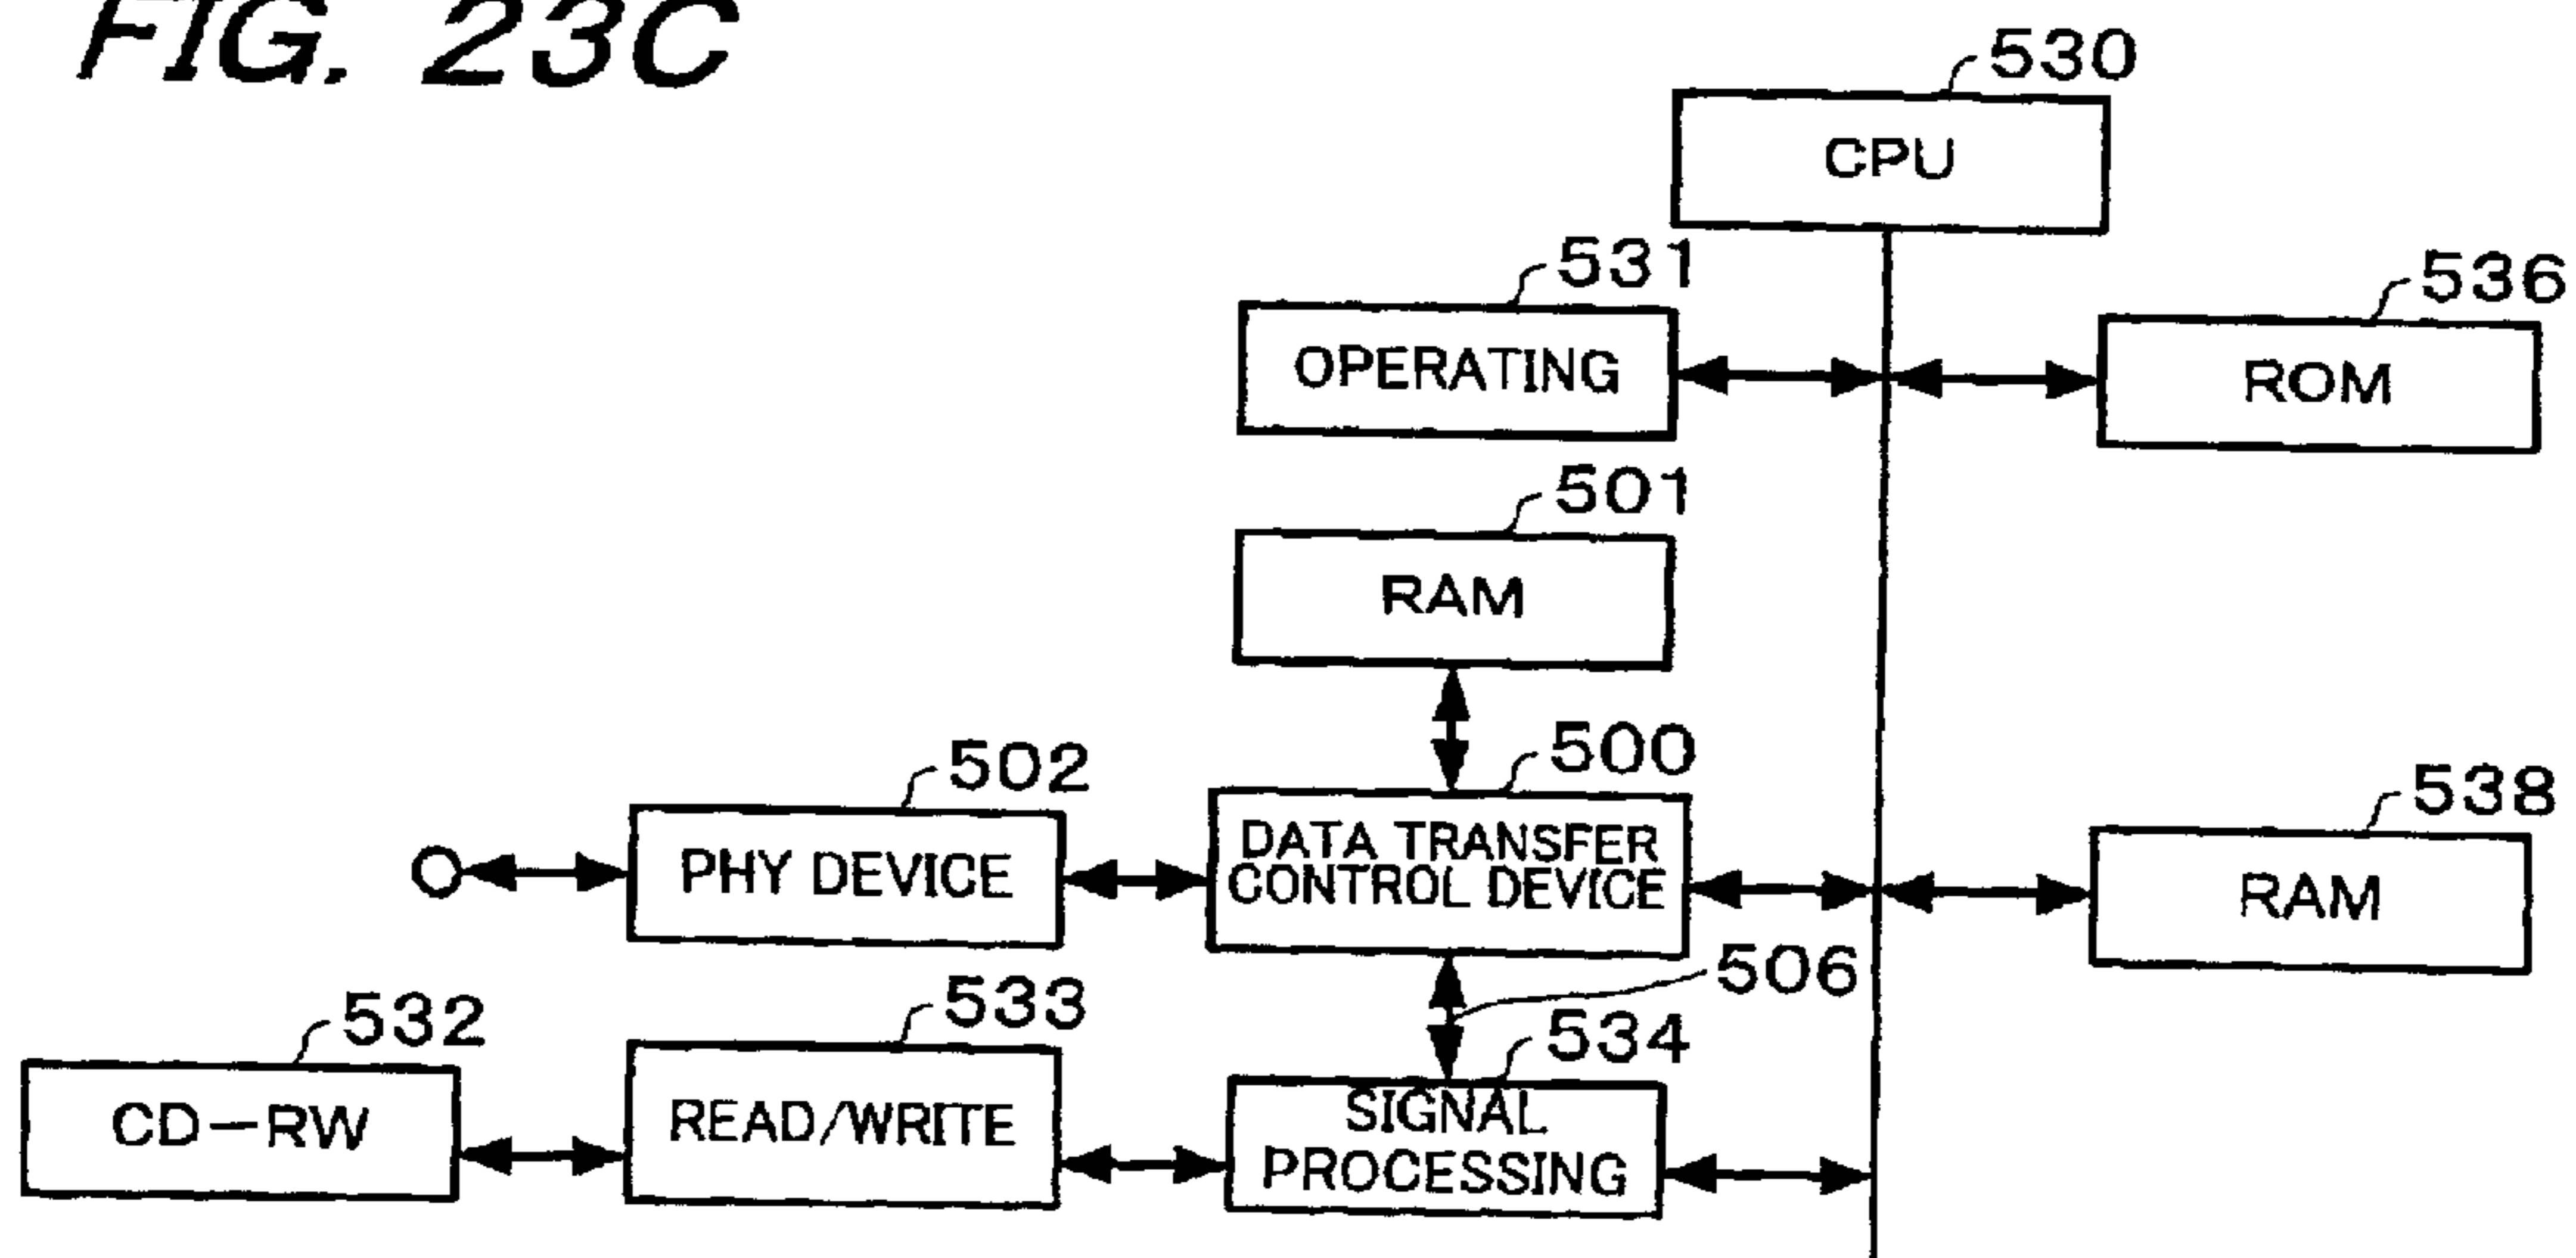 FIG. 23C
530
CPU
531
OPERATING
536
ROM
501
RAM
502
PHY DEVICE
500
DATA TRANSFER
CONTROL DEVICE
538
RAM
506
532
CD-RW
533
READ/WRITE
534
SIGNAL
PROCESSING